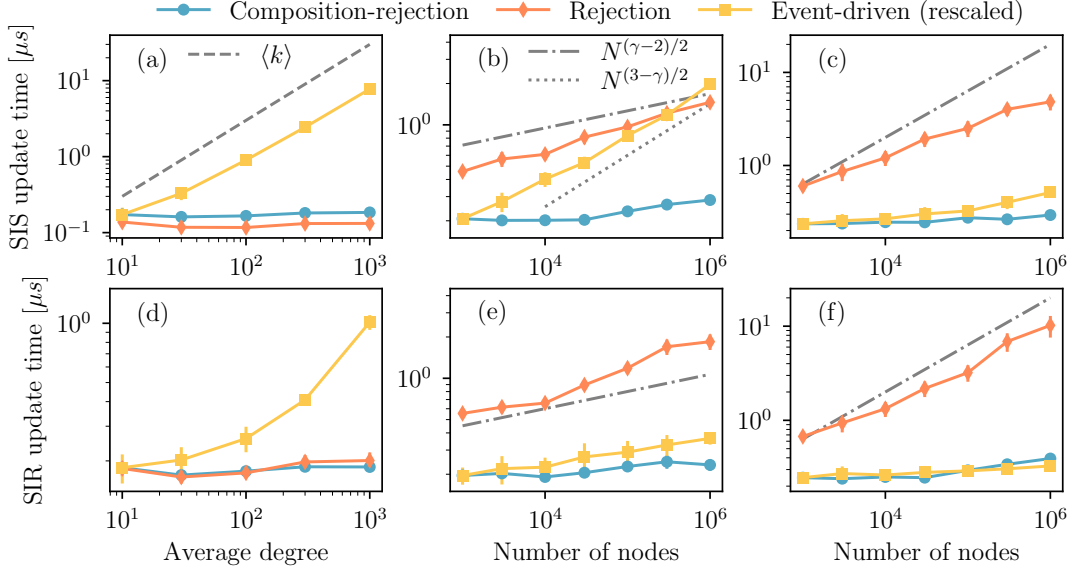 Composition-rejection Rejection Event-driven (rescaled)
SIS update time [μs]
(a) ⟨k⟩
10^1
10^0
10^{-1}
10^1 10^2 10^3
(b) N^{(γ−2)/2}
N^{(3−γ)/2}
10^0
10^4 10^6
(c)
10^1
10^0
10^4 10^6
SIR update time [μs]
(d)
10^0
10^1 10^2 10^3
Average degree
(e)
10^0
10^4 10^6
Number of nodes
(f)
10^1
10^0
10^4 10^6
Number of nodes